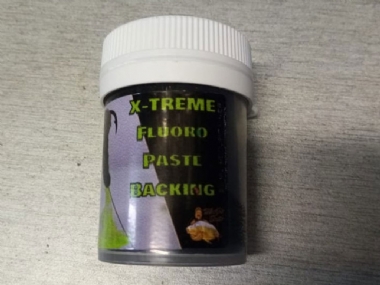 X-TREME
FLUORO
PASTE
BACKING